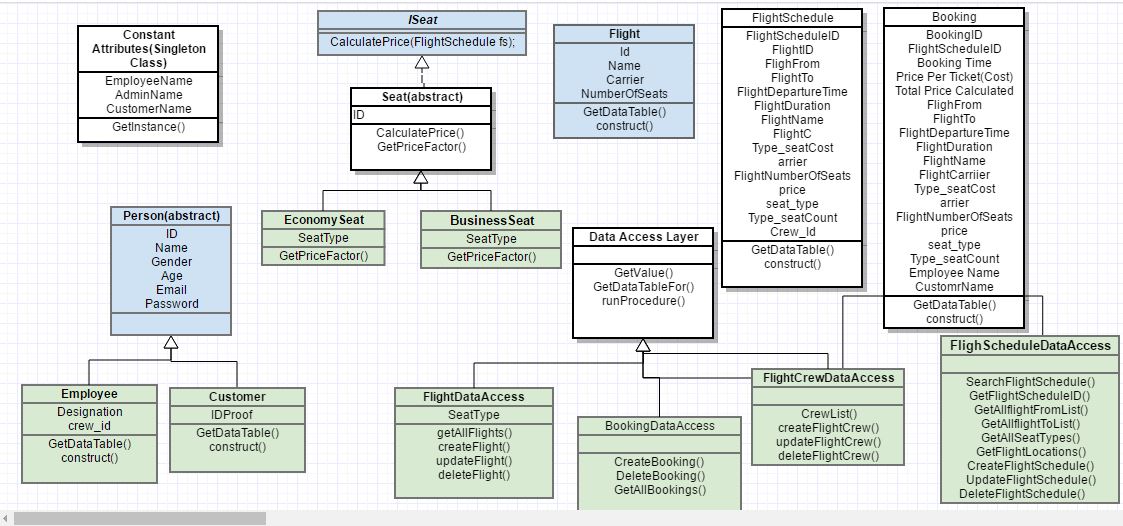 Constant
Attributes(Singleton
Class)
EmployeeName
AdminName
CustomerName
GetInstance()
ISeat
CalculatePrice(FlightSchedule fs);
Seat(abstract)
ID
CalculatePrice()
GetPriceFactor()
Flight
Id
Name
Carrier
NumberOfSeats
GetDataTable()
construct()
FlightSchedule
FlightScheduleID
FlightID
FlighFrom
FlightTo
FlightDepartureTime
FlightDuration
FlightName
FlightC
Type_seatCost
arrier
FlightNumberOfSeats
price
seat_type
Type_seatCount
Crew_Id
GetDataTable()
construct()
Booking
BookingID
FlightScheduleID
Booking Time
Price Per Ticket(Cost)
Total Price Calculated
FlighFrom
FlightTo
FlightDepartureTime
FlightDuration
FlightName
FlightCarriier
Type_seatCost
arrier
FlightNumberOfSeats
price
seat_type
Type_seatCount
Employee Name
CustomrName
GetDataTable()
construct()
Person(abstract)
ID
Name
Gender
Age
Email
Password
EconomySeat
SeatType
GetPriceFactor()
BusinessSeat
SeatType
GetPriceFactor()
Data Access Layer
GetValue()
GetDataTableFor()
runProcedure()
Employee
Designation
crew_id
GetDataTable()
construct()
Customer
IDProof
GetDataTable()
construct()
FlightDataAccess
SeatType
getAllFlights()
createFlight()
updateFlight()
deleteFlight()
BookingDataAccess
CreateBooking()
DeleteBooking()
GetAllBookings()
FlightCrewDataAccess
CrewList()
createFlightCrew()
updateFlightCrew()
deleteFlightCrew()
FlighScheduleDataAccess
SearchFlightSchedule()
GetFlightScheduleID()
GetAllflightFromList()
GetAllflightToList()
GetAllSeatTypes()
GetFlightLocations()
CreateFlightSchedule()
UpdateFlightSchedule()
DeleteFlightSchedule()